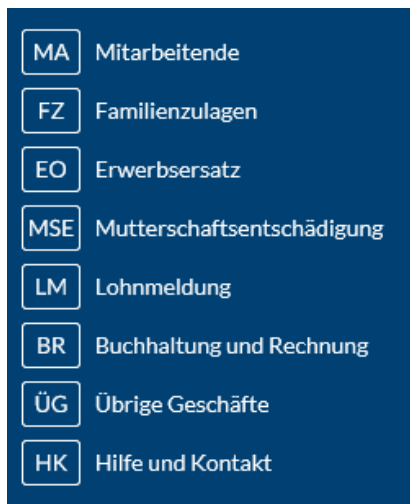 MA Mitarbeitende
FZ Familienzulagen
EO Erwerbsersatz
MSE Mutterschaftsentschädigung
LM Lohnmeldung
BR Buchhaltung und Rechnung
ÜG Übrige Geschäfte
HK Hilfe und Kontakt